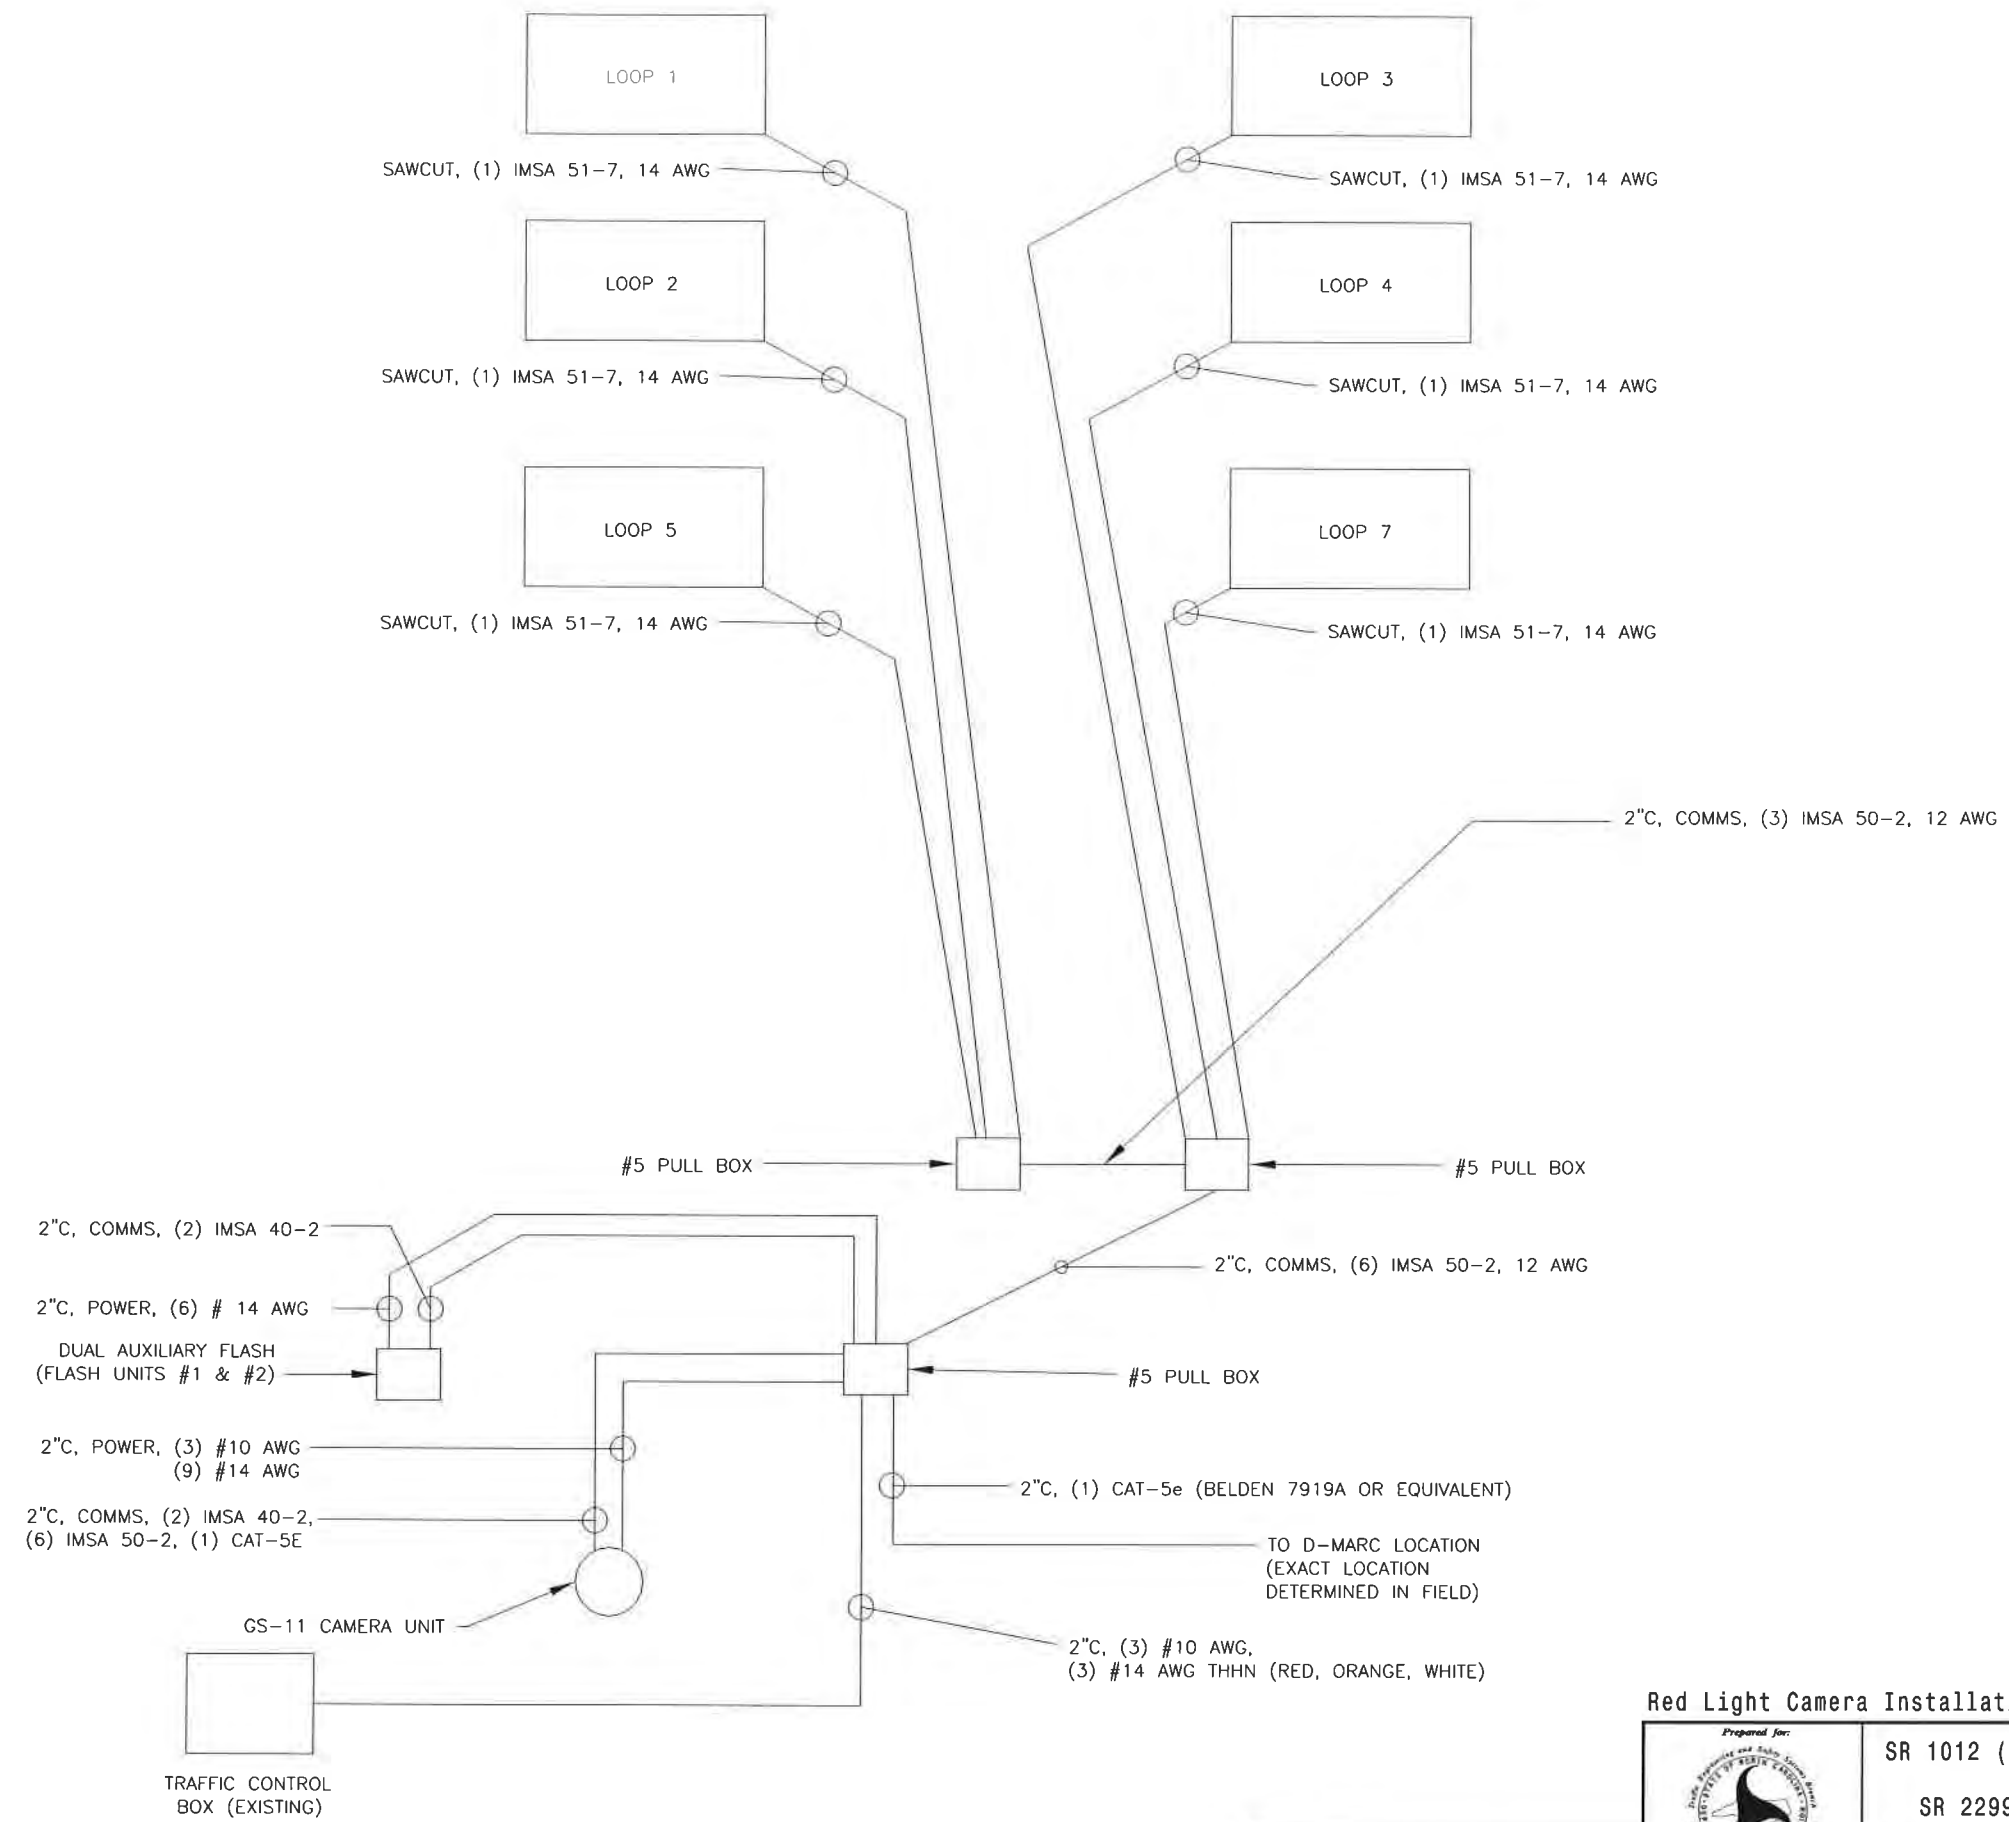 LOOP 1
LOOP 3
SAWCUT, (1) IMSA 51-7, 14 AWG
SAWCUT, (1) IMSA 51-7, 14 AWG
LOOP 2
LOOP 4
SAWCUT, (1) IMSA 51-7, 14 AWG
SAWCUT, (1) IMSA 51-7, 14 AWG
LOOP 5
LOOP 7
SAWCUT, (1) IMSA 51-7, 14 AWG
SAWCUT, (1) IMSA 51-7, 14 AWG
2"C, COMMS, (3) IMSA 50-2, 12 AWG
#5 PULL BOX
#5 PULL BOX
2"C, COMMS, (2) IMSA 40-2
2"C, COMMS, (6) IMSA 50-2, 12 AWG
2"C, POWER, (6) # 14 AWG
DUAL AUXILIARY FLASH
(FLASH UNITS #1 & #2)
#5 PULL BOX
2"C, POWER, (3) #10 AWG
(9) #14 AWG
2"C, (1) CAT-5e (BELDEN 7919A OR EQUIVALENT)
2"C, COMMS, (2) IMSA 40-2,
(6) IMSA 50-2, (1) CAT-5E
TO D-MARC LOCATION
(EXACT LOCATION
DETERMINED IN FIELD)
GS-11 CAMERA UNIT
2"C, (3) #10 AWG,
(3) #14 AWG THHN (RED, ORANGE, WHITE)
TRAFFIC CONTROL
BOX (EXISTING)
Red Light Camera Installat
Prepared for:
SR 1012 (
SR 2299